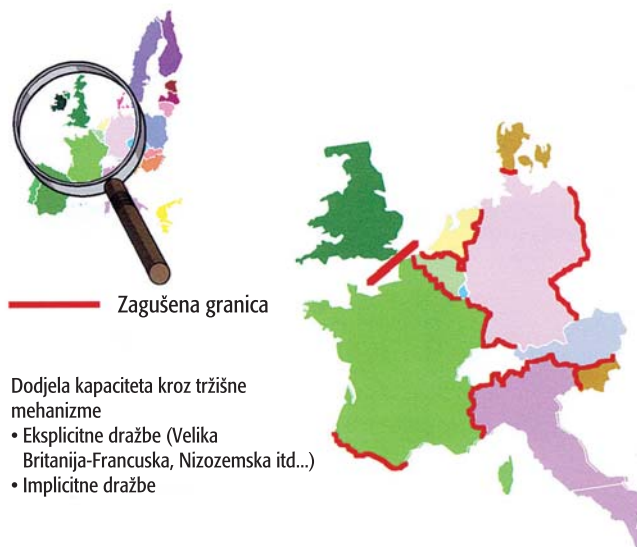 Zagušena granica
Dodjela kapaciteta kroz tržišne
mehanizme
• Eksplicitne dražbe (Velika
Britanija-Francuska, Nizozemska itd...)
• Implicitne dražbe